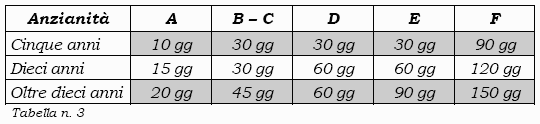 Anzianità A B – C D E F
Cinque anni 10 gg 30 gg 30 gg 30 gg 90 gg
Dieci anni 15 gg 30 gg 60 gg 60 gg 120 gg
Oltre dieci anni 20 gg 45 gg 60 gg 90 gg 150 gg
Tabella n. 3